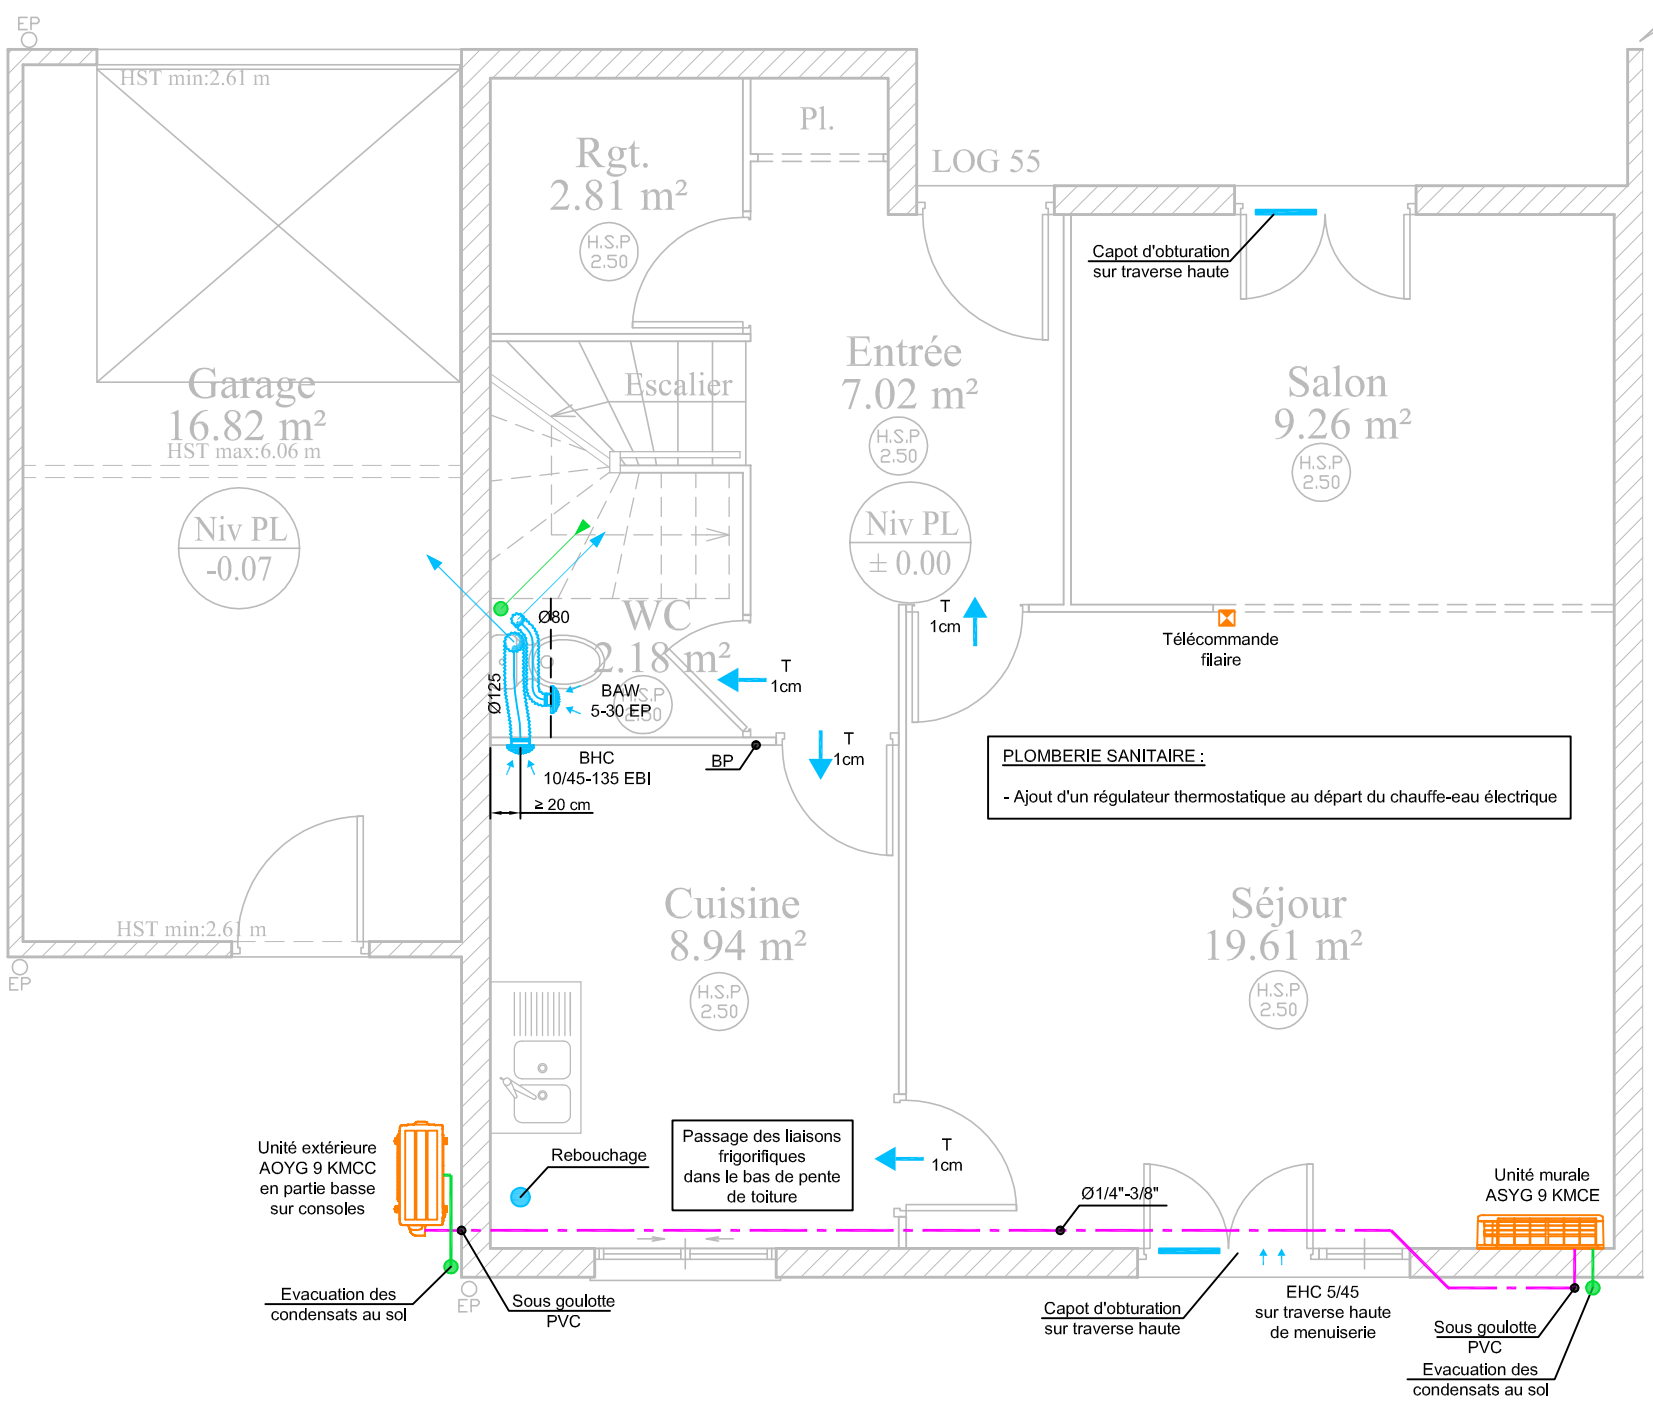 EP
HST min:2.61 m
Pl.
Rgt.
2.81 m²
H.S.P
2.50
LOG 55
Capot d'obturation
sur traverse haute
Garage
16.82 m²
HST max:6.06 m
Escalier
Entrée
7.02 m²
H.S.P
2.50
Salon
9.26 m²
H.S.P
2.50
Niv PL
-0.07
Niv PL
± 0.00
Ø80
WC
2.18 m²
H.S.P
2.50
Ø125
BAW
5-30 EP
T
1cm
T
1cm
T
1cm
Télécommande
filaire
BHC
10/45-135 EBI
≥ 20 cm
BP
PLOMBERIE SANITAIRE :
- Ajout d'un régulateur thermostatique au départ du chauffe-eau électrique
Cuisine
8.94 m²
H.S.P
2.50
Séjour
19.61 m²
H.S.P
2.50
HST min:2.61 m
EP
Unité extérieure
AOYG 9 KMCC
en partie basse
sur consoles
Rebouchage
Passage des liaisons
frigorifiques
dans le bas de pente
de toiture
T
1cm
Ø1/4"-3/8"
Unité murale
ASYG 9 KMCE
Evacuation des
condensats au sol
EP
Sous goulotte
PVC
Capot d'obturation
sur traverse haute
EHC 5/45
sur traverse haute
de menuiserie
Sous goulotte
PVC
Evacuation des
condensats au sol